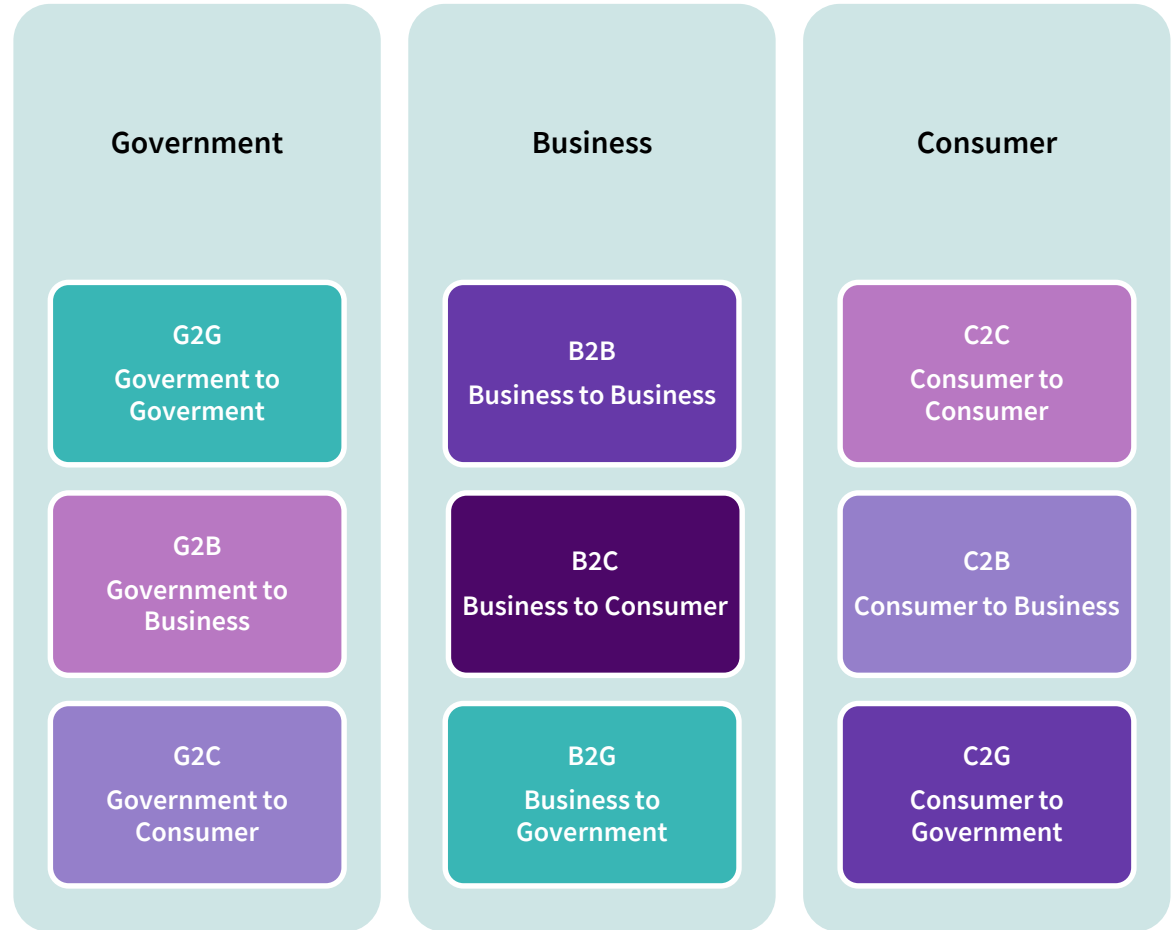 Government
G2G
Goverment to
Goverment
G2B
Government to
Business
G2C
Government to
Consumer
Business
B2B
Business to Business
B2C
Business to Consumer
B2G
Business to
Government
Consumer
C2C
Consumer to
Consumer
C2B
Consumer to Business
C2G
Consumer to
Government